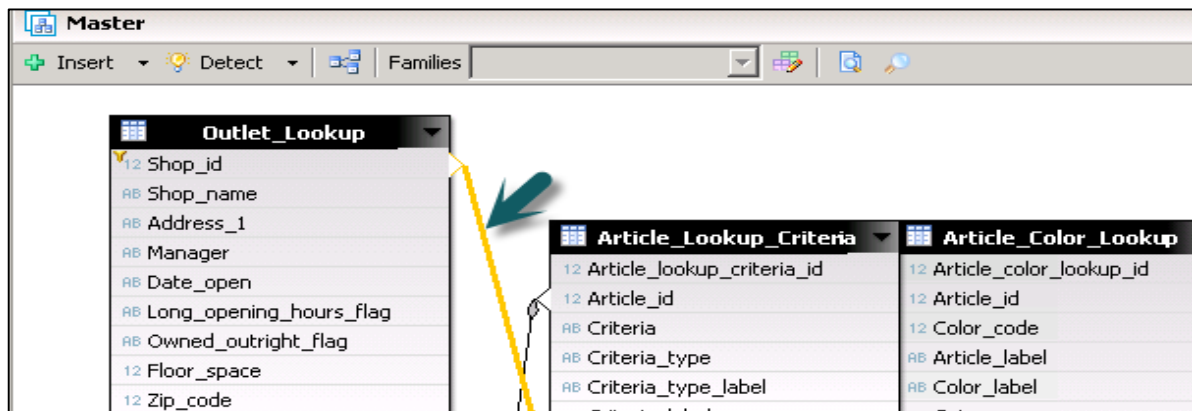 Master
Insert Detect Families
Outlet_Lookup
12 Shop_id
AB Shop_name
AB Address_1
AB Manager
AB Date_open
AB Long_opening_hours_flag
AB Owned_outright_flag
12 Floor_space
12 Zip_code
Article_Lookup_Criteria
12 Article_lookup_criteria_id
12 Article_id
AB Criteria
AB Criteria_type
AB Criteria_type_label
Article_Color_Lookup
12 Article_color_lookup_id
12 Article_id
12 Color_code
AB Article_label
AB Color_label